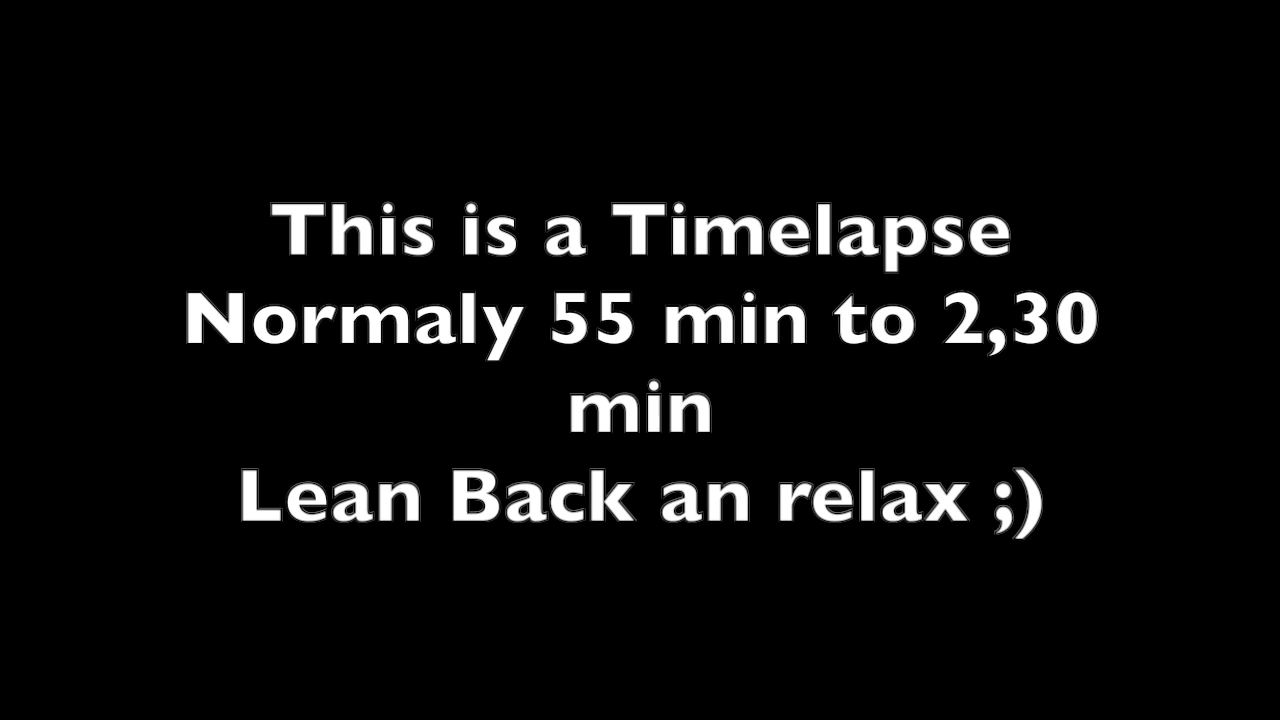 This is a Timelapse
Normaly 55 min to 2,30
min
Lean Back an relax ;)